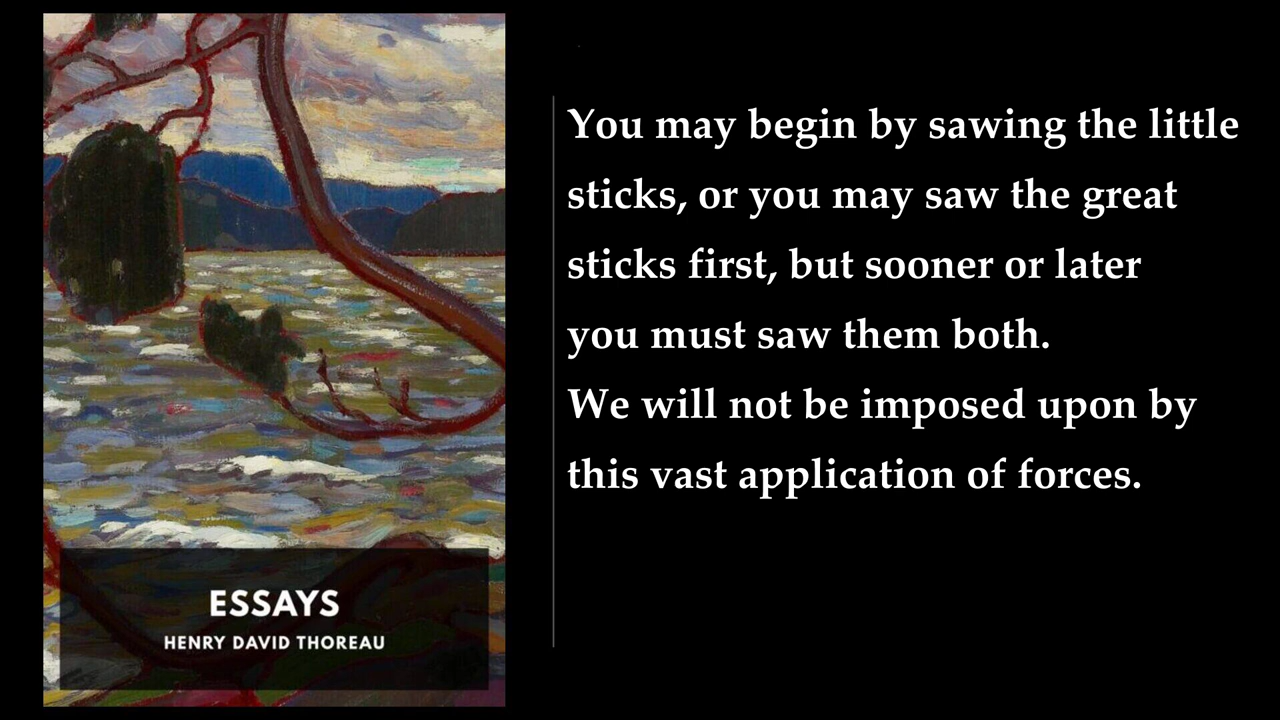 ESSAYS
HENRY DAVID THOREAU
You may begin by sawing the little
sticks, or you may saw the great
sticks first, but sooner or later
you must saw them both.
We will not be imposed upon by
this vast application of forces.